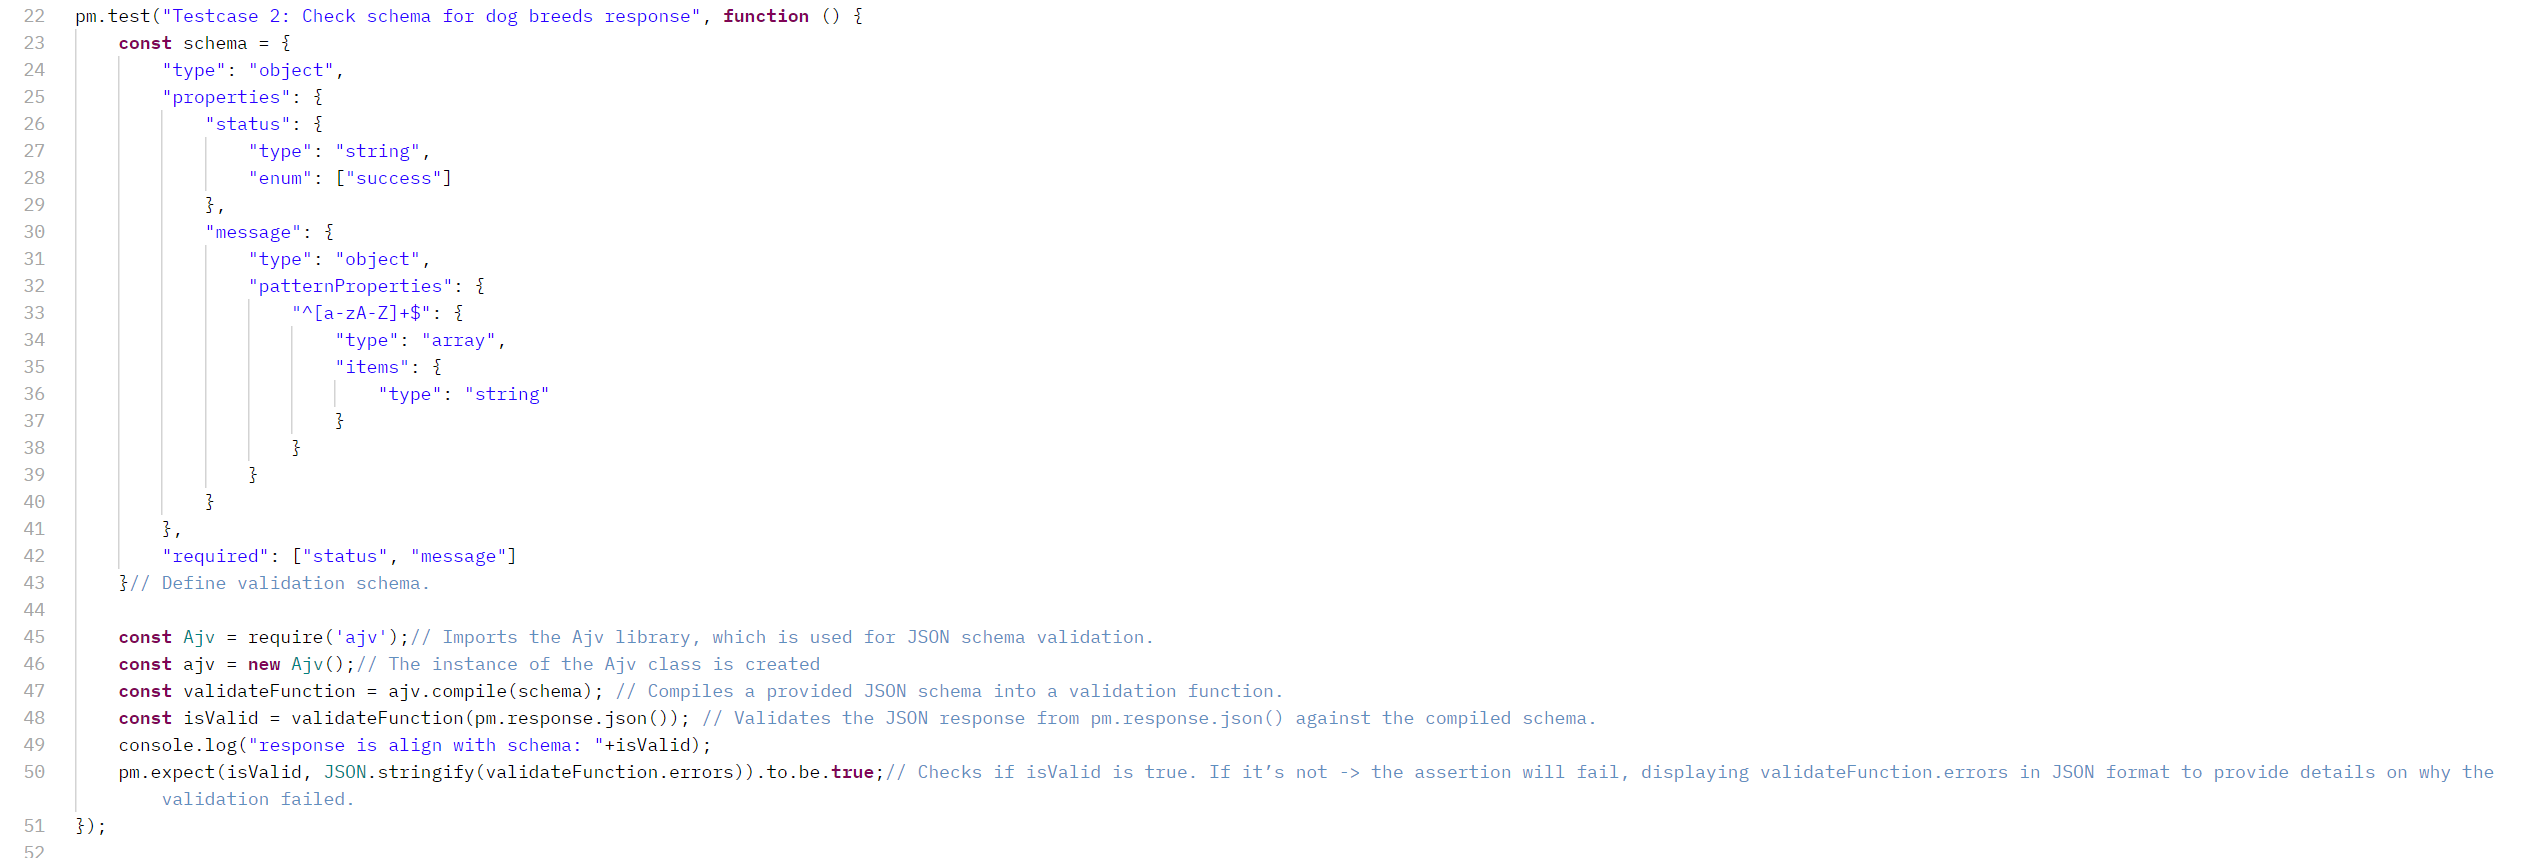 22 pm.test("Testcase 2: Check schema for dog breeds response", function () {
23     const schema = {
24         "type": "object",
25         "properties": {
26             "status": {
27                 "type": "string",
28                 "enum": ["success"]
29             },
30             "message": {
31                 "type": "object",
32                 "patternProperties": {
33                     "^[a-zA-Z]+$": {
34                         "type": "array",
35                         "items": {
36                             "type": "string"
37                         }
38                     }
39                 }
40             }
41         },
42         "required": ["status", "message"]
43     }// Define validation schema.
44
45     const Ajv = require('ajv');// Imports the Ajv library, which is used for JSON schema validation.
46     const ajv = new Ajv();// The instance of the Ajv class is created
47     const validateFunction = ajv.compile(schema); // Compiles a provided JSON schema into a validation function.
48     const isValid = validateFunction(pm.response.json()); // Validates the JSON response from pm.response.json() against the compiled schema.
49     console.log("response is align with schema: "+isValid);
50     pm.expect(isValid, JSON.stringify(validateFunction.errors)).to.be.true;// Checks if isValid is true. If it’s not -> the assertion will fail, displaying validateFunction.errors in JSON format to provide details on why the
        validation failed.
51 });
52